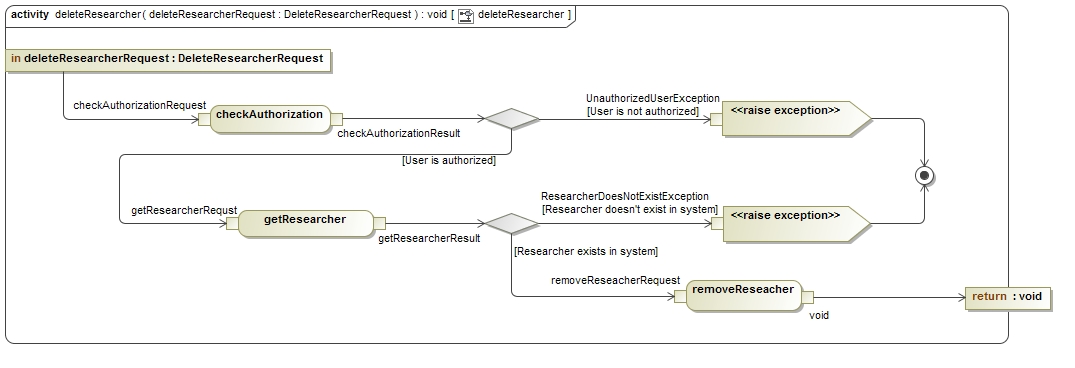 activity deleteResearcher( deleteResearcherRequest : DeleteResearcherRequest ) : void [ deleteResearcher ]
in deleteResearcherRequest : DeleteResearcherRequest
checkAuthorizationRequest
checkAuthorization
checkAuthorizationResult
UnauthorizedUserException
[User is not authorized]
<<raise exception>>
[User is authorized]
getResearcherRequst
getResearcher
getResearcherResult
ResearcherDoesNotExistException
[Researcher doesn't exist in system]
<<raise exception>>
[Researcher exists in system]
removeReseacherRequest
removeReseacher
void
return : void